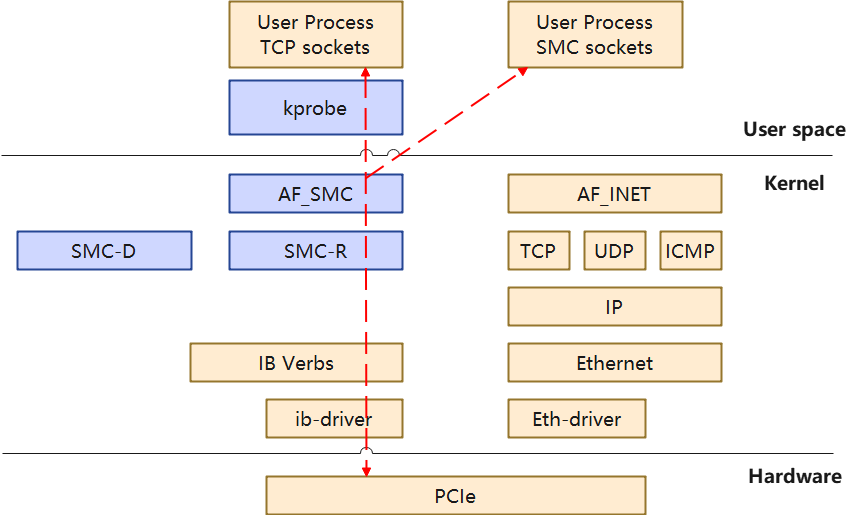 User Process
TCP sockets
User Process
SMC sockets
kprobe
User space
Kernel
AF_SMC
AF_INET
SMC-D
SMC-R
TCP
UDP
ICMP
IP
IB Verbs
Ethernet
ib-driver
Eth-driver
Hardware
PCIe